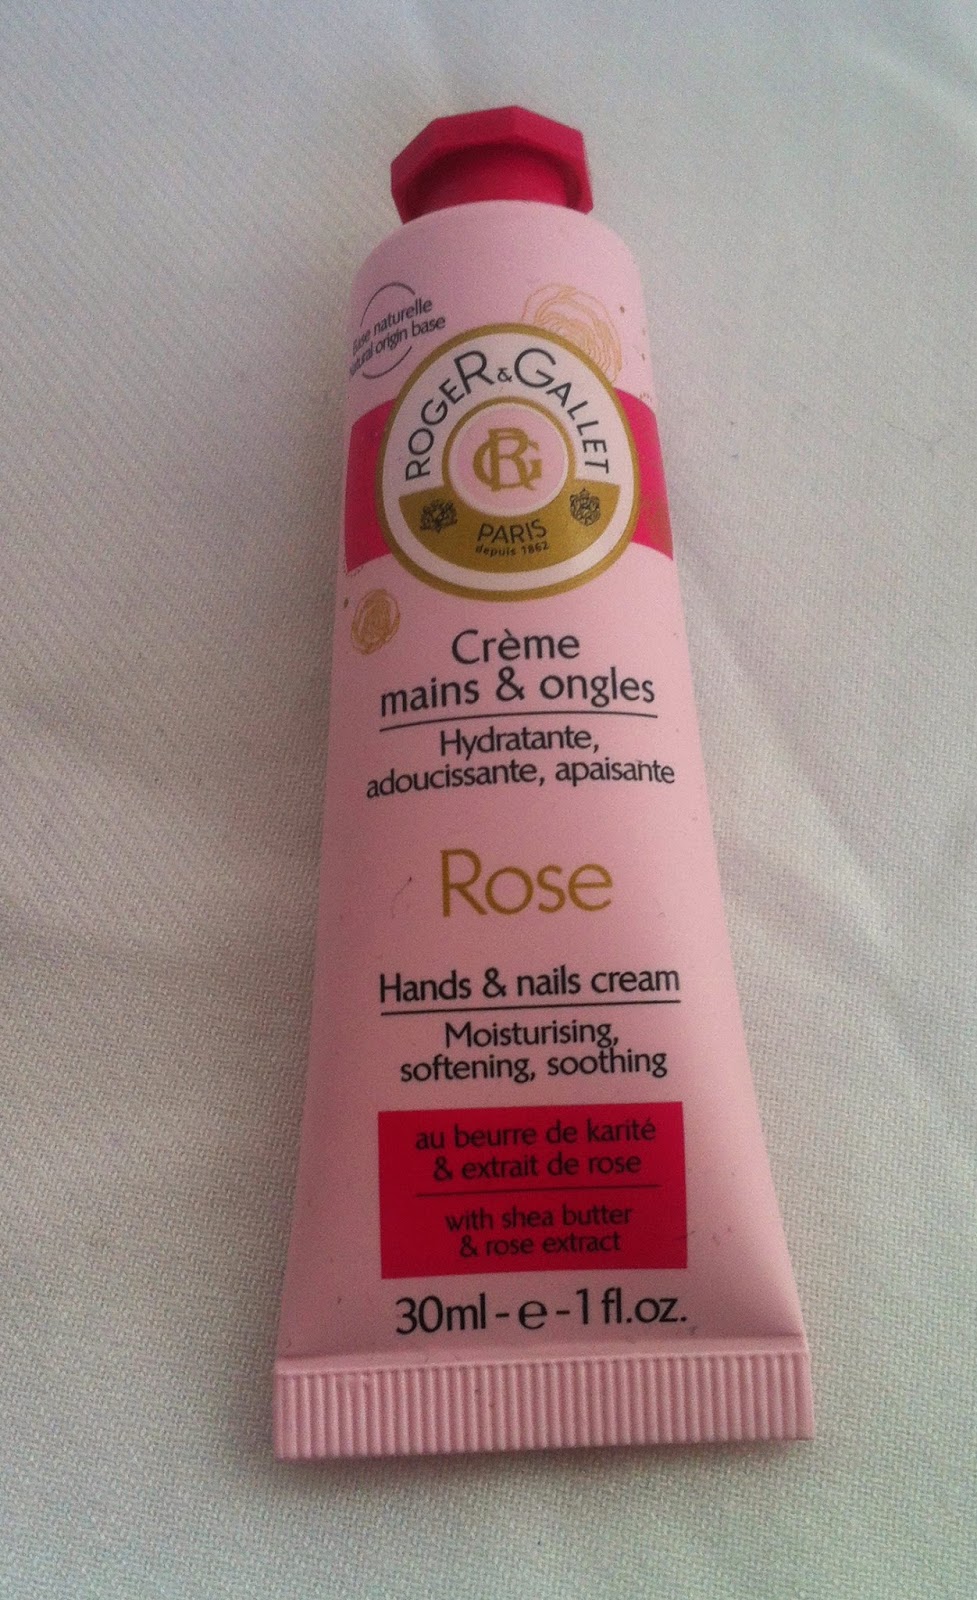 Base naturelle
Natural origin base
ROGER & GALLET
RG
PARIS
depuis 1862
Crème
mains & ongles
Hydratante,
adoucissante, apaisante
Rose
Hands & nails cream
Moisturising,
softening, soothing
au beurre de karité
& extrait de rose
with shea butter
& rose extract
30ml - e - 1 fl.oz.